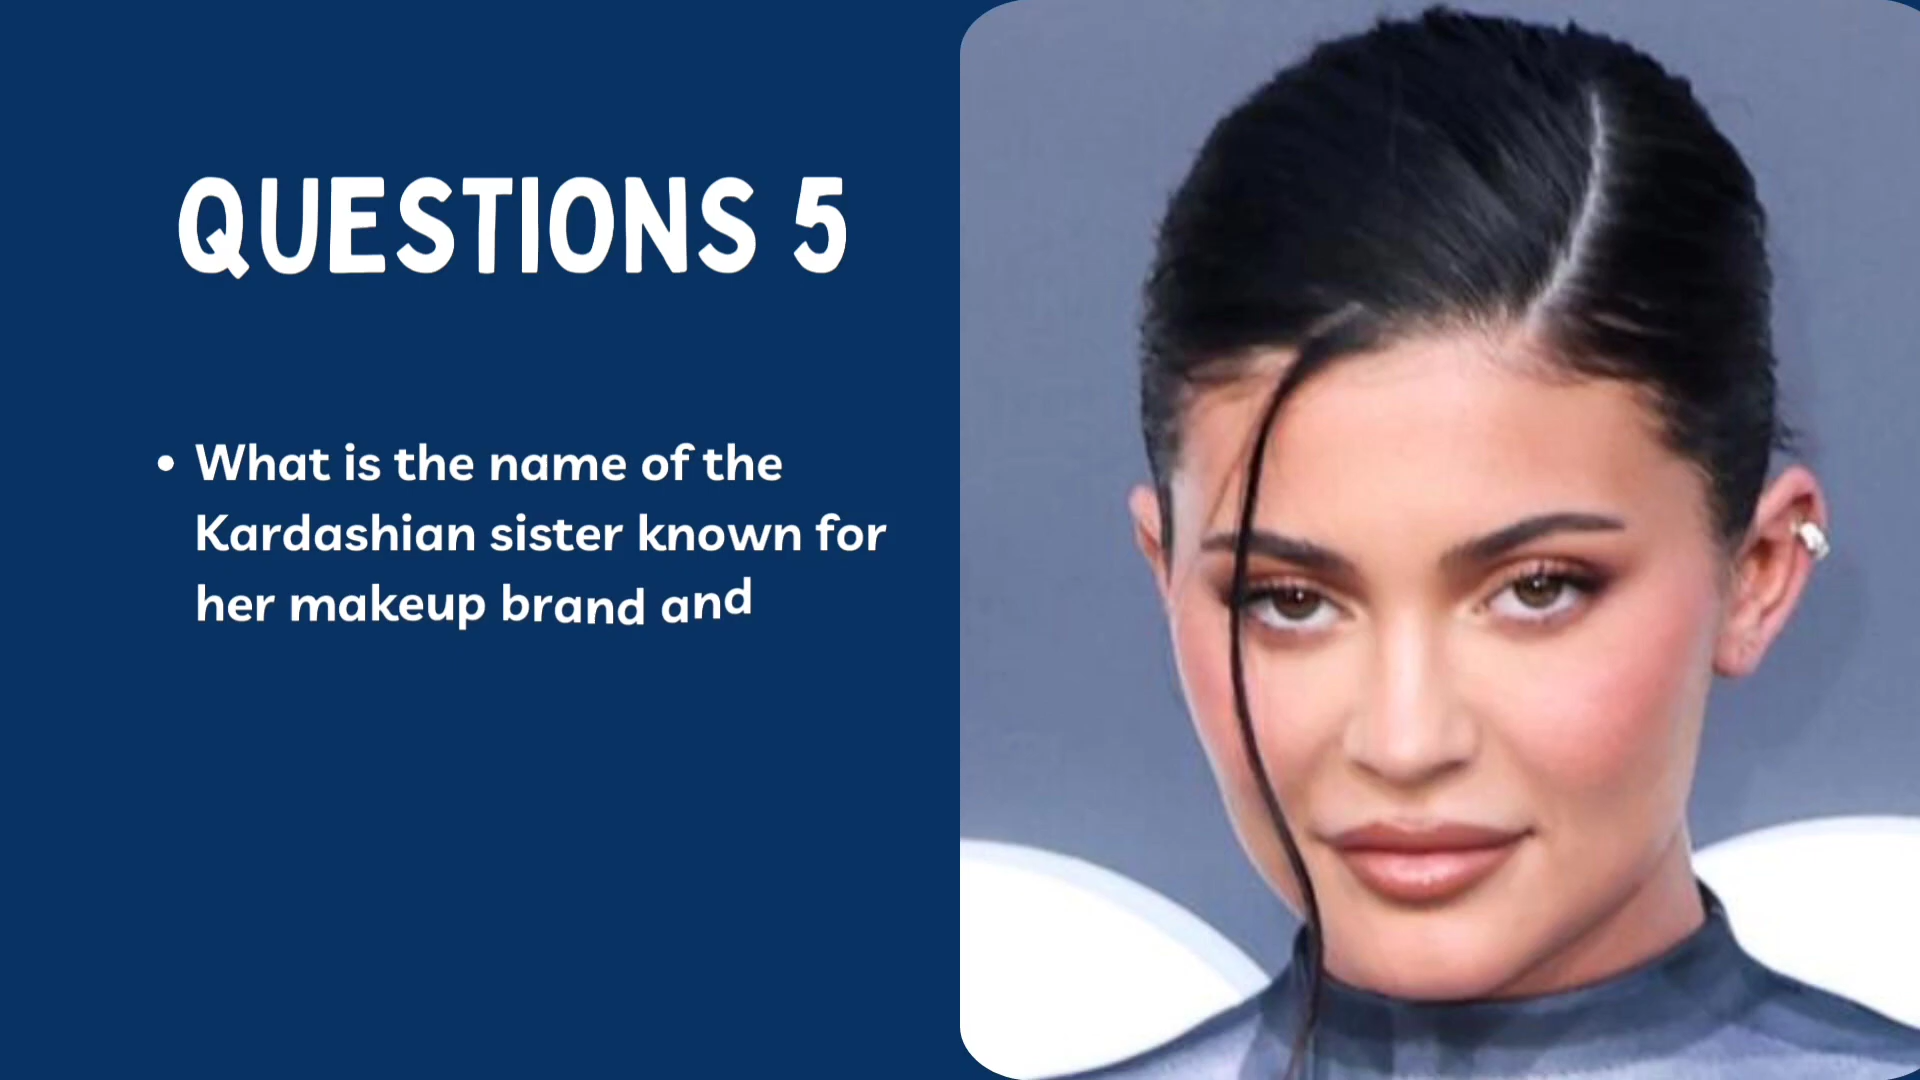 QUESTIONS 5
• What is the name of the
Kardashian sister known for
her makeup brand and